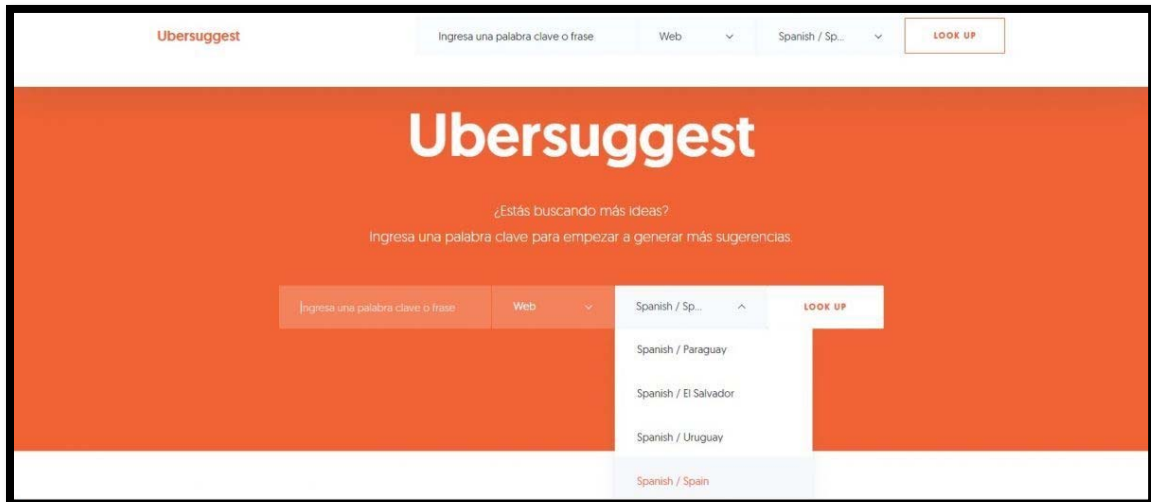 Ubersuggest
Ingresa una palabra clave o frase
Web
Spanish / Sp...
LOOK UP
Ubersuggest
¿Estás buscando más ideas?
Ingresa una palabra clave para empezar a generar más sugerencias.
Ingresa una palabra clave o frase
Web
Spanish / Sp...
LOOK UP
Spanish / Paraguay
Spanish / El Salvador
Spanish / Uruguay
Spanish / Spain